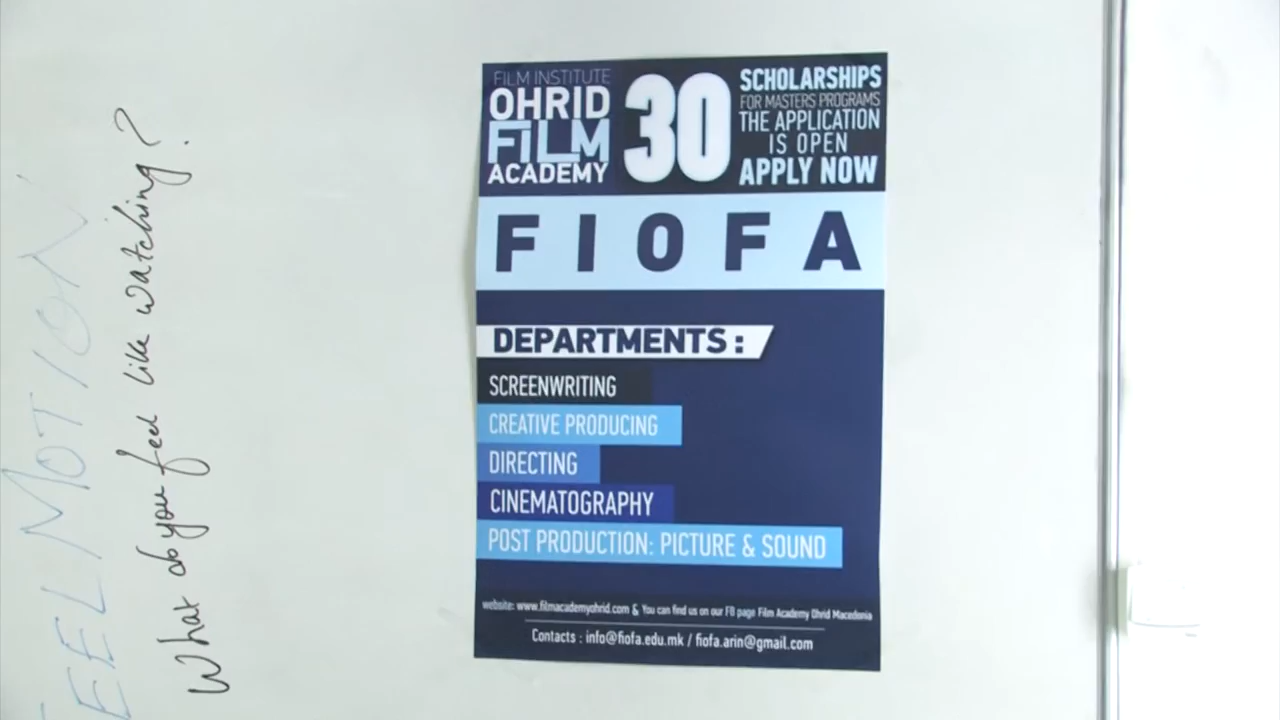 FEEL MOTION
What do you feel like watching?
FILM INSTITUTE
OHRID
FILM
ACADEMY
30
SCHOLARSHIPS
FOR MASTERS PROGRAMS
THE APPLICATION
IS OPEN
APPLY NOW
FIOFA
DEPARTMENTS:
SCREENWRITING
CREATIVE PRODUCING
DIRECTING
CINEMATOGRAPHY
POST PRODUCTION: PICTURE & SOUND
website: www.filmacademyohrid.com & You can find us on our FB page Film Academy Ohrid Macedonia
Contacts : info@fiofa.edu.mk / fiofa.arin@gmail.com